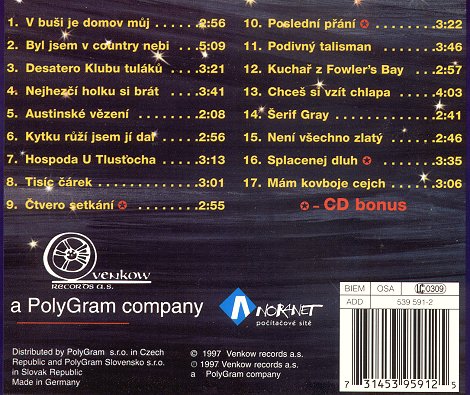 1. V buši je domov můj ..........2:56
2. Byl jsem v country nebi .....5:09
3. Desatero Klubu tuláků ......3:21
4. Nejhezčí holku si brát ........3:41
5. Austinské vězení ..............2:08
6. Kytku růží jsem jí dal .........2:56
7. Hospoda U Tlusťocha ........3:13
8. Tisíc čárek .....................3:01
9. Čtvero setkání ✪ .............2:55
10. Poslední přání ✪ ............3:22
11. Podivný talisman ............3:46
12. Kuchař z Fowler's Bay .....2:57
13. Chceš si vzít chlapa ........4:03
14. Šerif Gray .....................2:41
15. Není všechno zlatý ..........2:46
16. Splacenej dluh ✪ ............3:35
17. Mám kovboje cejch .........3:06
✪ – CD bonus
VENKOW
RECORDS a.s.
a PolyGram company
NORANET
počítačové sítě
Distributed by PolyGram s.r.o. in Czech
Republic and PolyGram Slovensko s.r.o.
in Slovak Republic
Made in Germany
℗ 1997 Venkow records a.s.
© 1997 Venkow records a.s.
a PolyGram company
BIEM OSA LC 0309
ADD 539 591-2
7 31453 95912 5